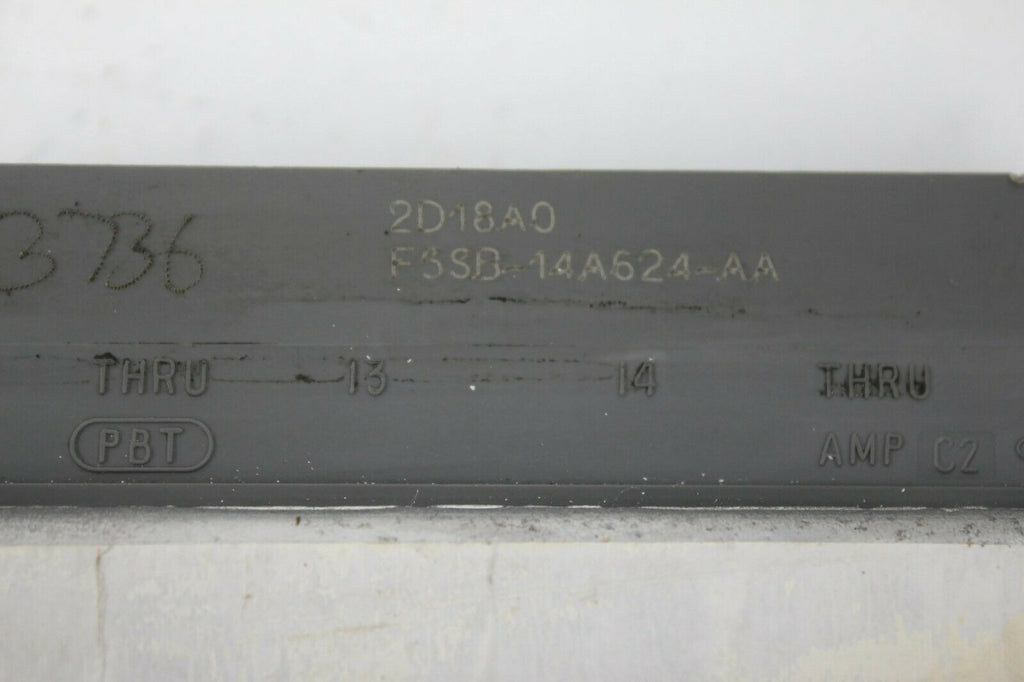 3736
2D18A0
F3SB-14A624-AA
THRU 13 14 THRU
PBT AMP C2